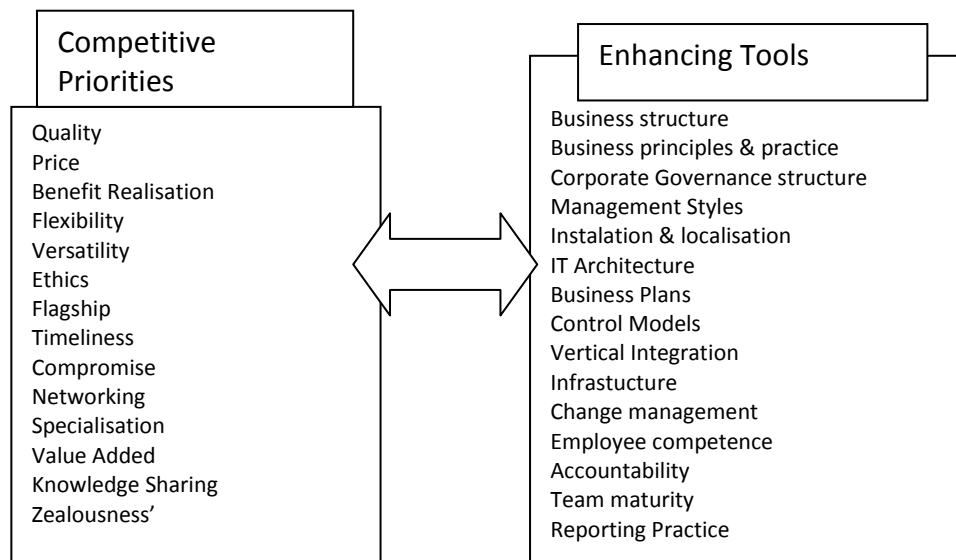 Competitive
Priorities
Quality
Price
Benefit Realisation
Flexibility
Versatility
Ethics
Flagship
Timeliness
Compromise
Networking
Specialisation
Value Added
Knowledge Sharing
Zealousness’
Enhancing Tools
Business structure
Business principles & practice
Corporate Governance structure
Management Styles
Instalation & localisation
IT Architecture
Business Plans
Control Models
Vertical Integration
Infrastucture
Change management
Employee competence
Accountability
Team maturity
Reporting Practice